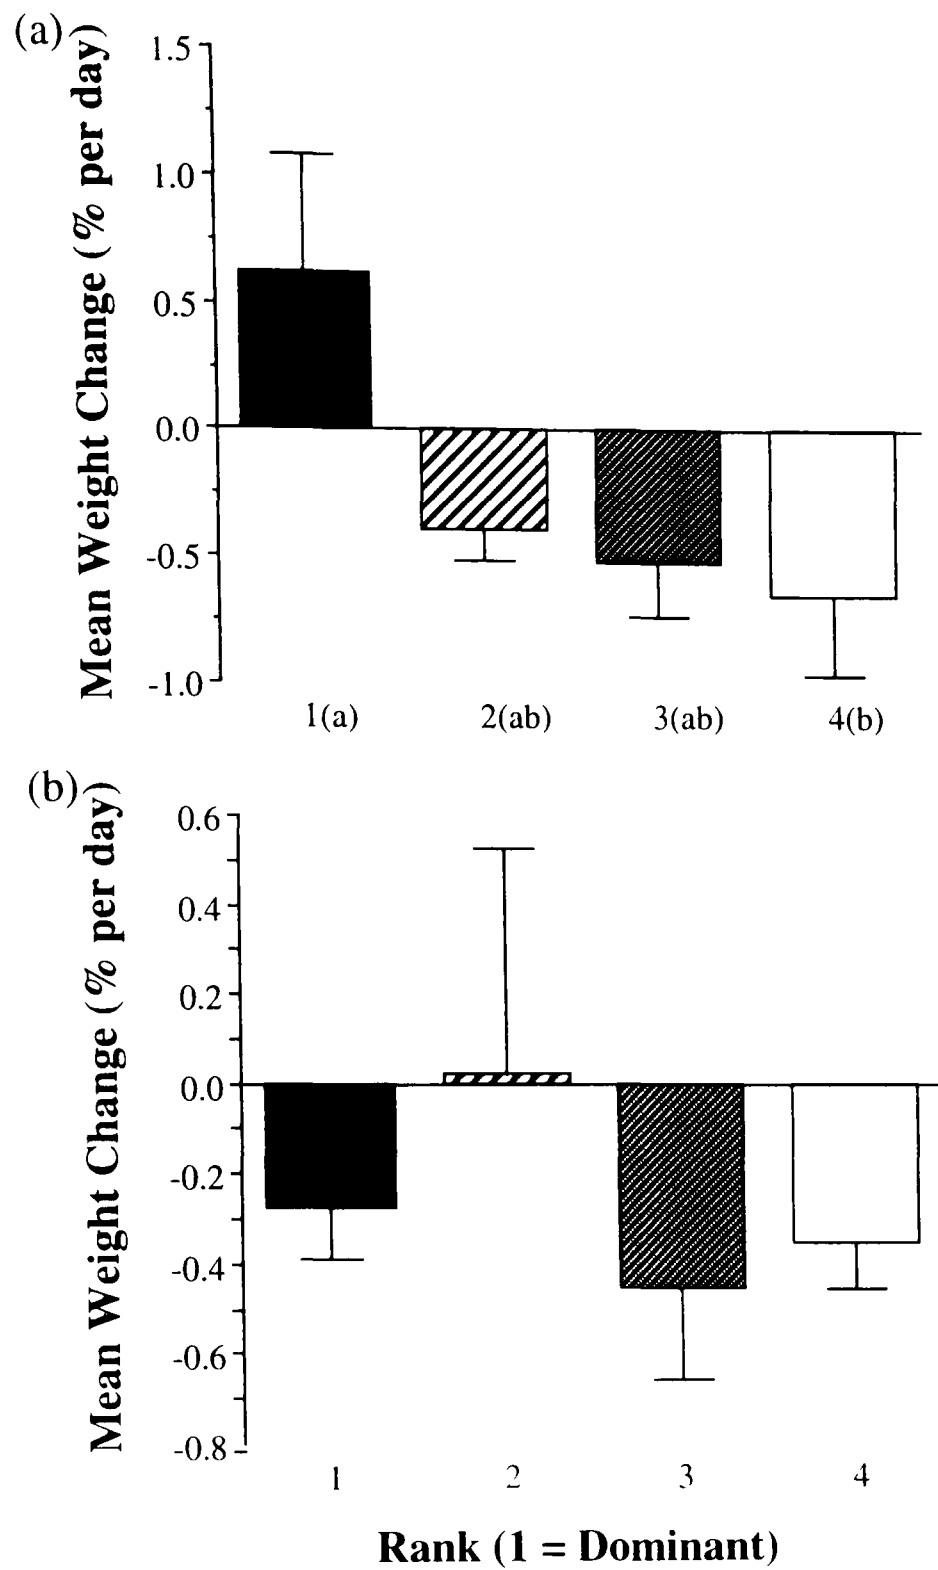 (a)
Mean Weight Change (% per day)
1.5
1.0
0.5
0.0
-0.5
-1.0
1(a) 2(ab) 3(ab) 4(b)
(b)
Mean Weight Change (% per day)
0.6
0.4
0.2
0.0
-0.2
-0.4
-0.6
-0.8
1 2 3 4
Rank (1 = Dominant)